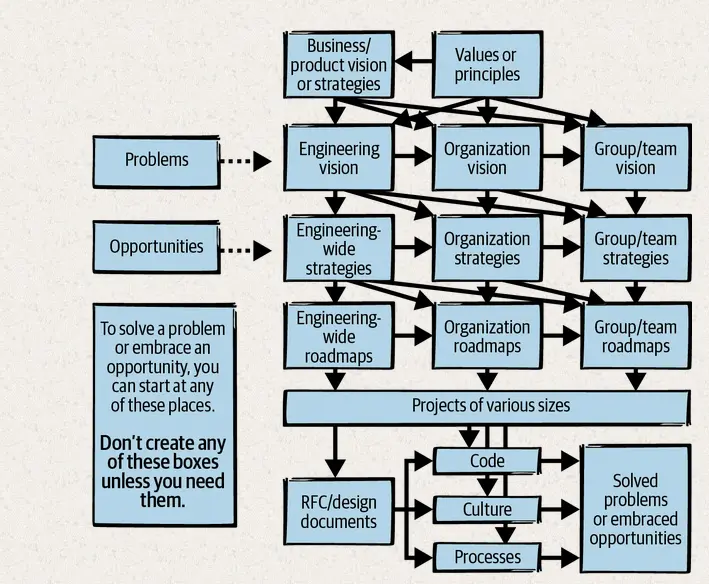 Business/
product vision
or strategies
Values or
principles
Problems
Engineering
vision
Organization
vision
Group/team
vision
Opportunities
Engineering-
wide
strategies
Organization
strategies
Group/team
strategies
To solve a problem
or embrace an
opportunity, you
can start at any
of these places.
Don't create any
of these boxes
unless you need
them.
Engineering-
wide
roadmaps
Organization
roadmaps
Group/team
roadmaps
Projects of various sizes
RFC/design
documents
Code
Culture
Processes
Solved
problems
or embraced
opportunities